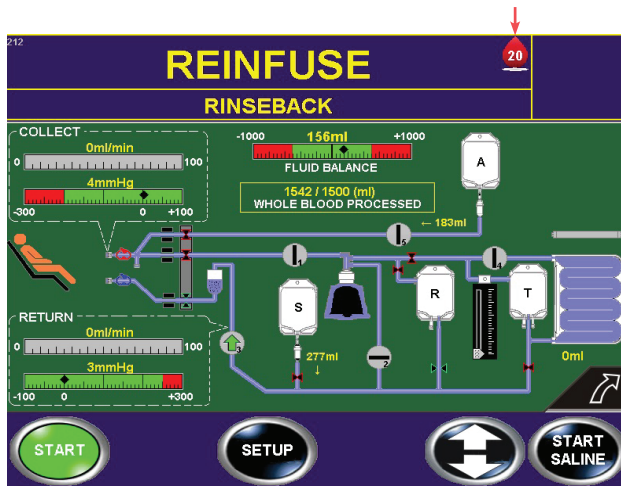 212
REINFUSE
20
RINSEBACK
COLLECT
0ml/min
0 100
4mmHg
-300 0 +100
-1000 156ml +1000
FLUID BALANCE
1542 / 1500 (ml)
WHOLE BLOOD PROCESSED
A
← 183ml
5
1
4
S
R
T
RETURN
0ml/min
0 100
3mmHg
-100 0 +300
3
277ml
↓
2
0ml
START
SETUP
START
SALINE